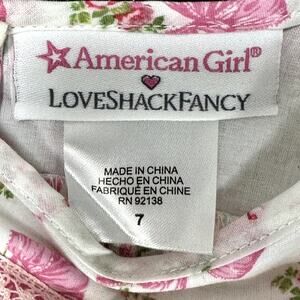 American Girl®
LOVESHACKFANCY
MADE IN CHINA
HECHO EN CHINA
FABRIQUÉ EN CHINE
RN 92138
7